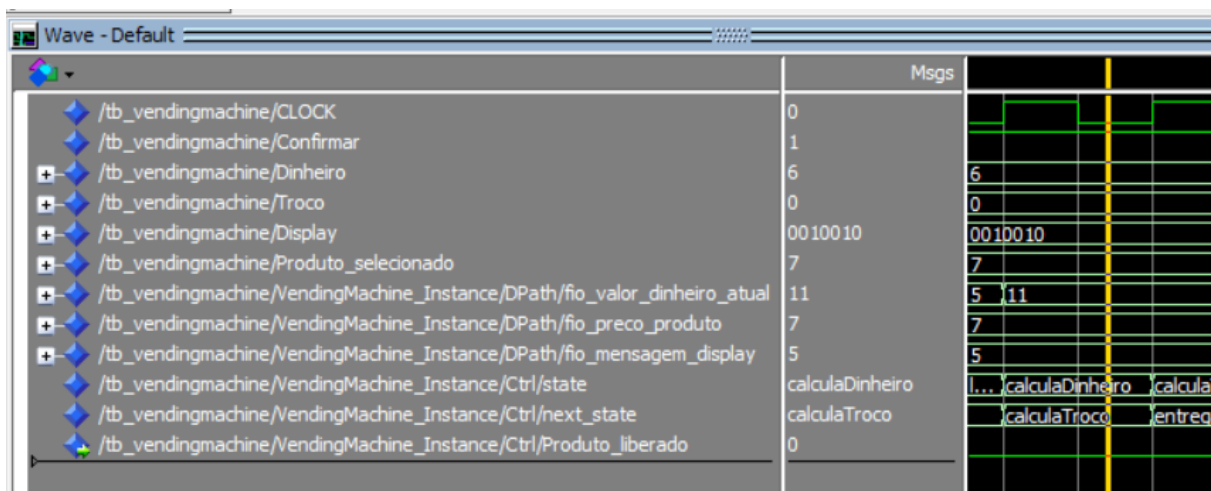 Wave - Default
Msgs
/tb_vendingmachine/CLOCK 0
/tb_vendingmachine/Confirmar 1
/tb_vendingmachine/Dinheiro 6 6
/tb_vendingmachine/Troco 0 0
/tb_vendingmachine/Display 0010010 0010010
/tb_vendingmachine/Produto_selecionado 7 7
/tb_vendingmachine/VendingMachine_Instance/DPath/fio_valor_dinheiro_atual 11 5 11
/tb_vendingmachine/VendingMachine_Instance/DPath/fio_preco_produto 7 7
/tb_vendingmachine/VendingMachine_Instance/DPath/fio_mensagem_display 5 5
/tb_vendingmachine/VendingMachine_Instance/Ctrl/state calculaDinheiro l... calculaDinheiro calcula
/tb_vendingmachine/VendingMachine_Instance/Ctrl/next_state calculaTroco calculaTroco entreg
/tb_vendingmachine/VendingMachine_Instance/Ctrl/Produto_liberado 0